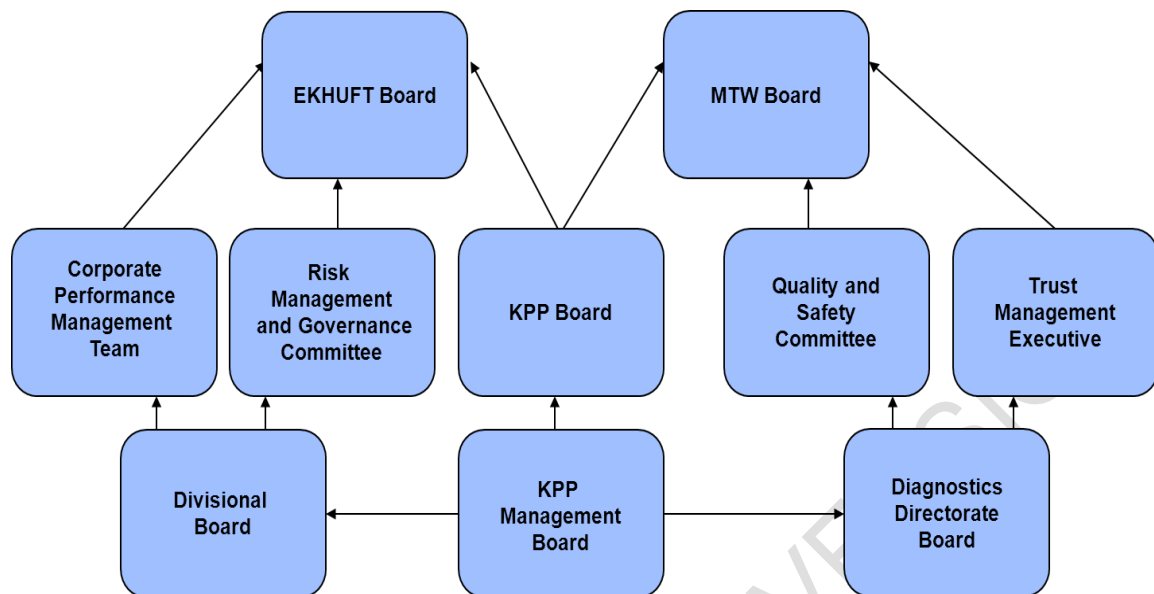 EKHUFT Board
MTW Board
Corporate
Performance
Management
Team
Risk
Management
and Governance
Committee
KPP Board
Quality and
Safety
Committee
Trust
Management
Executive
Divisional
Board
KPP
Management
Board
Diagnostics
Directorate
Board